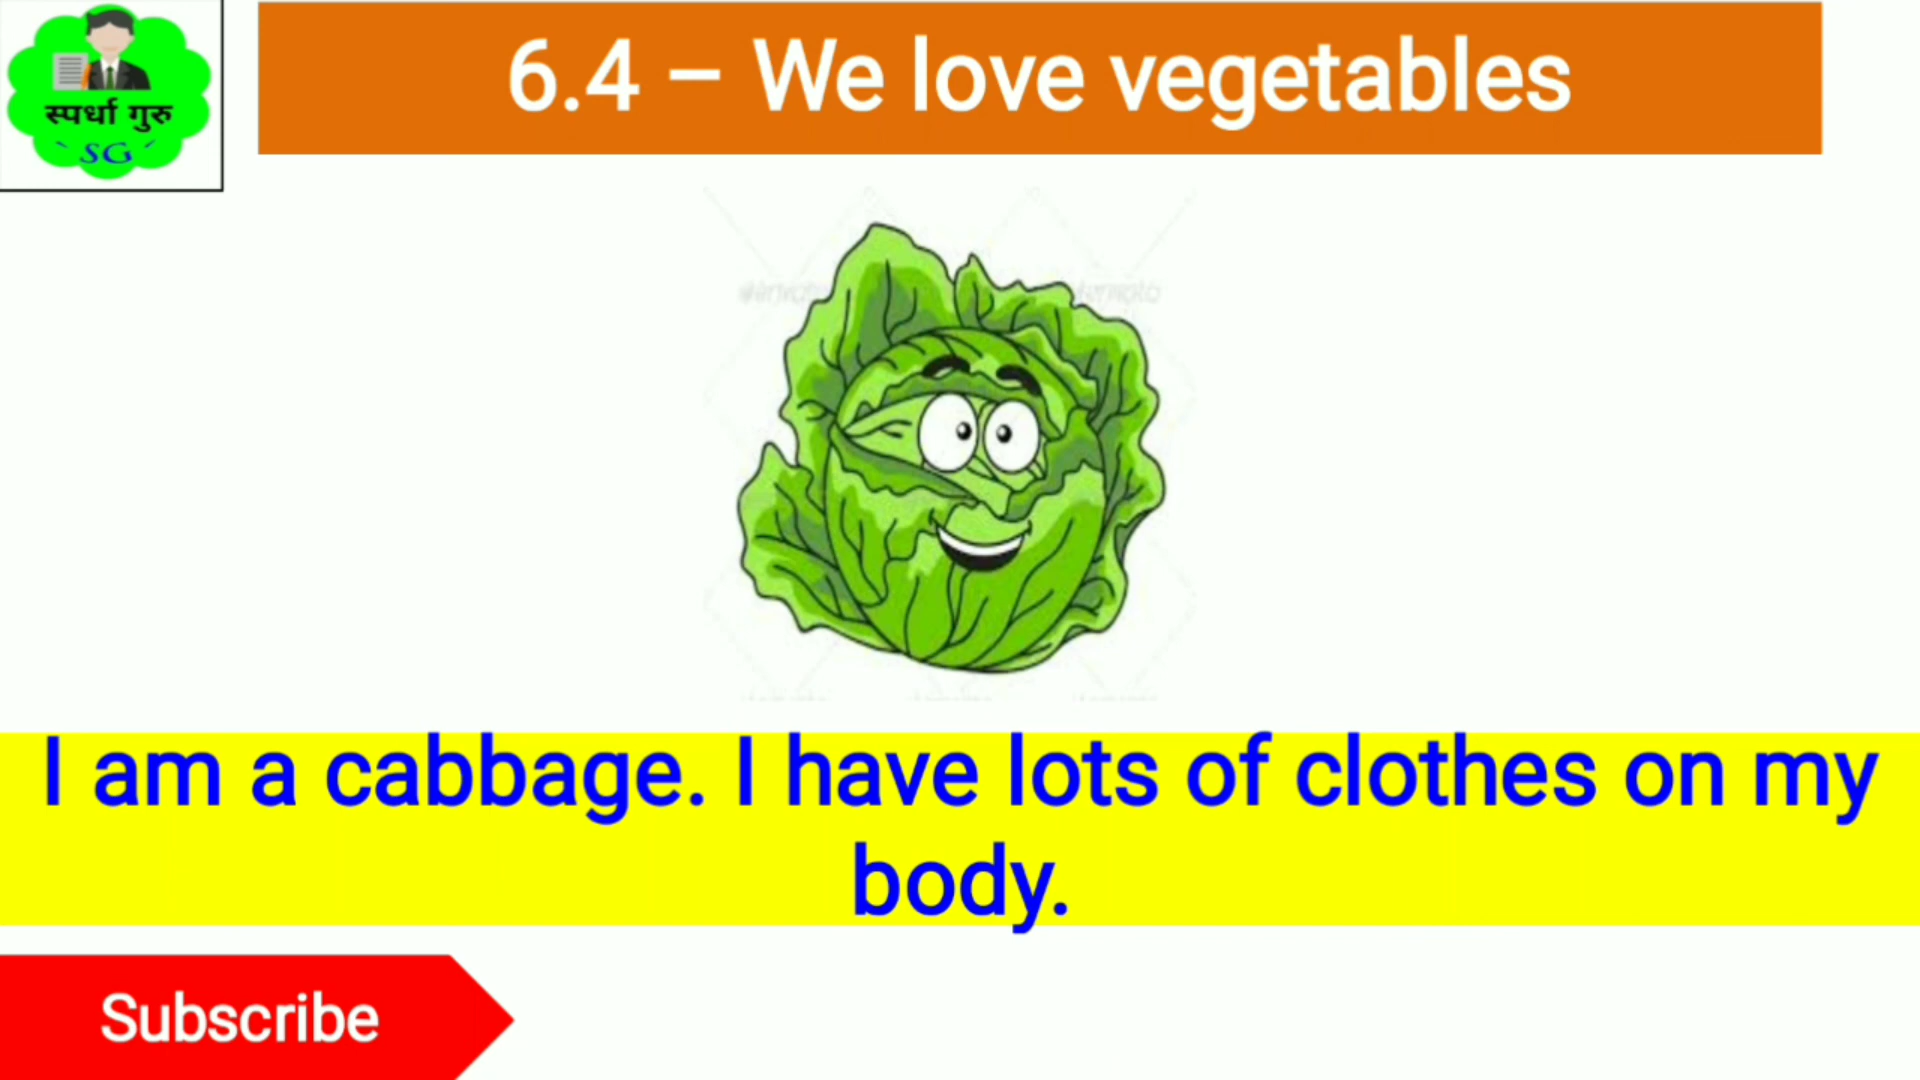 स्पर्धा गुरु
SG
6.4 – We love vegetables
I am a cabbage. I have lots of clothes on my
body.
Subscribe